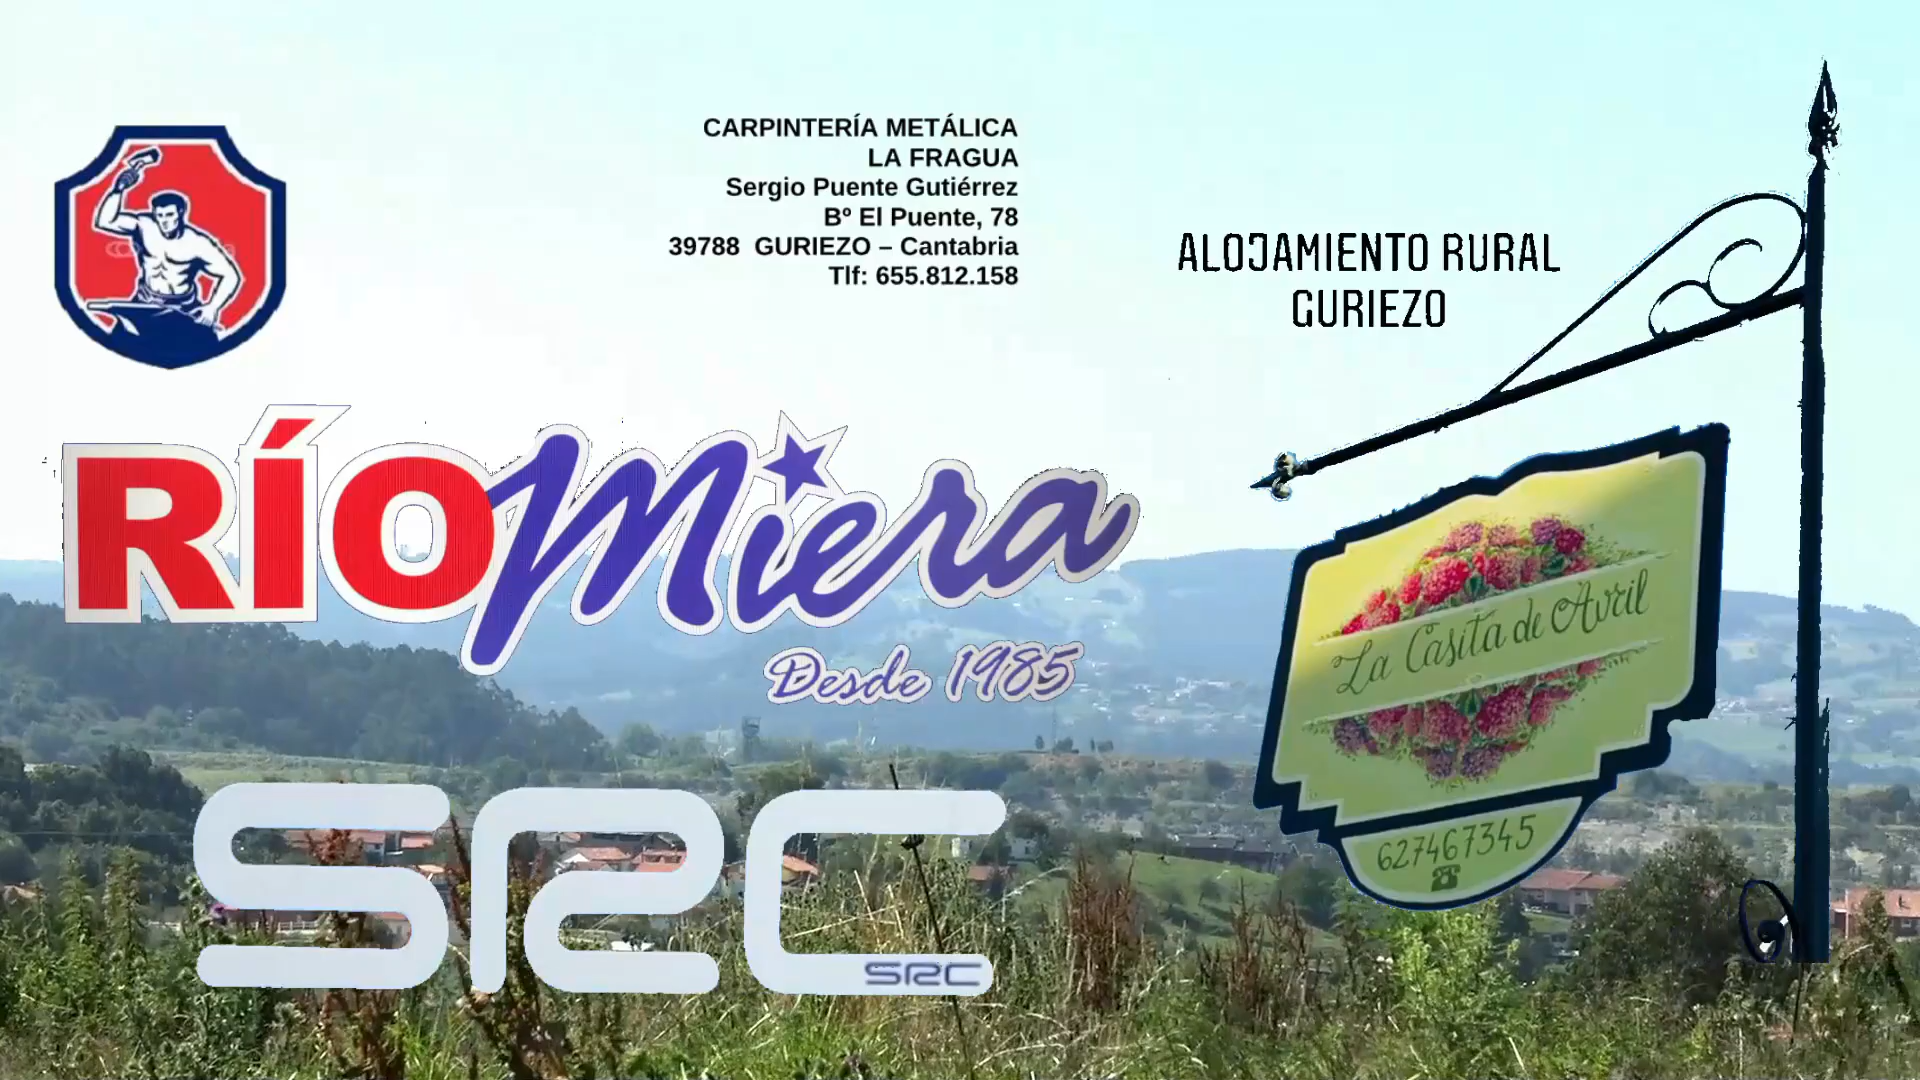 CARPINTERÍA METÁLICA
LA FRAGUA
Sergio Puente Gutiérrez
Bº El Puente, 78
39788 GURIEZO – Cantabria
Tlf: 655.812.158
ALOJAMIENTO RURAL
GURIEZO
RÍO Miera
Desde 1985
La Casita de Avril
627467345
SRC
SRC